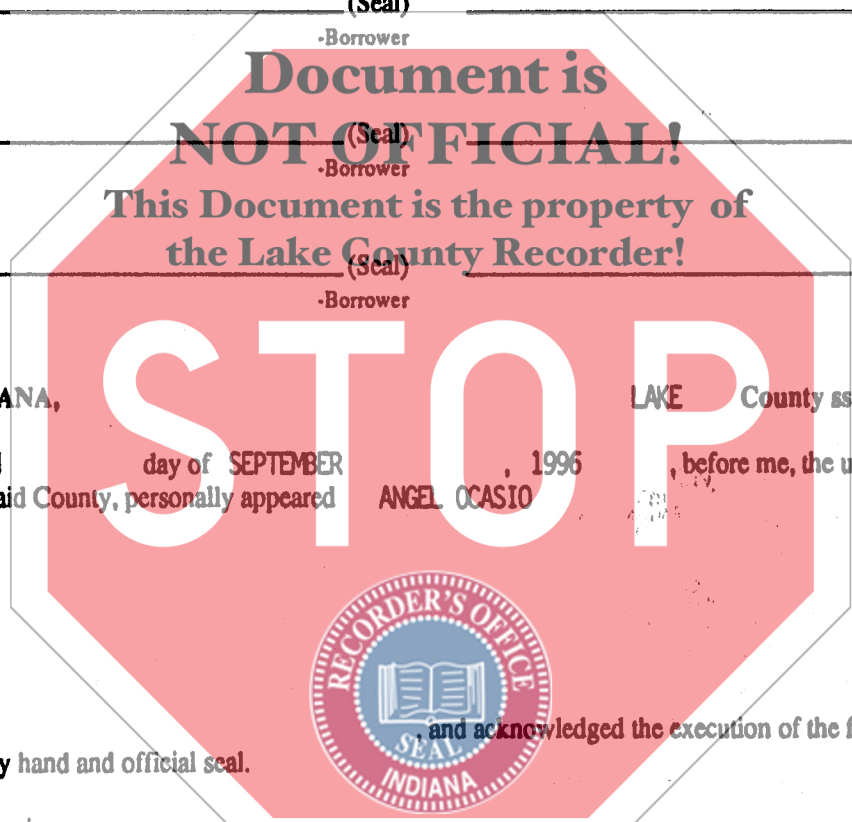 (Seal)
-Borrower
Document is
(Seal)
NOT OFFICIAL!
-Borrower
This Document is the property of
the Lake County Recorder!
(Seal)
-Borrower
STOP
ANA, LAKE County ss
day of SEPTEMBER , 1996 , before me, the u
aid County, personally appeared ANGEL OCASIO
RECORDER'S OFFICE
SEAL
INDIANA
, and acknowledged the execution of the f
y hand and official seal.